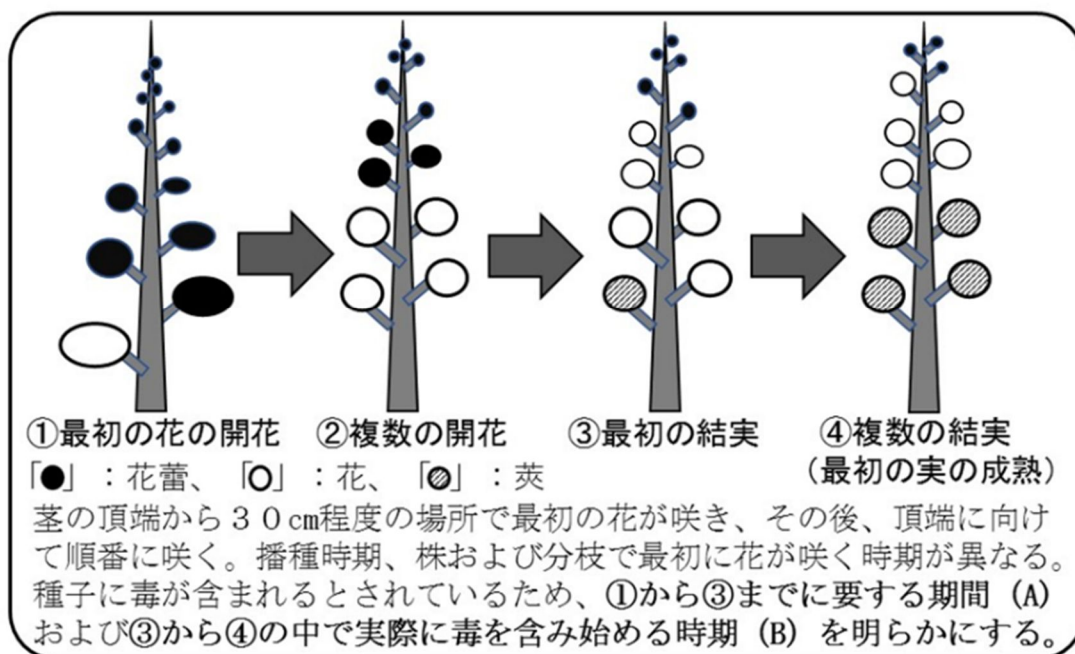 ①最初の花の開花 ②複数の開花 ③最初の結実 ④複数の結実
(最初の実の成熟)
「●」：花蕾、「○」：花、「◍」：莢
茎の頂端から３０㎝程度の場所で最初の花が咲き、その後、頂端に向け
て順番に咲く。播種時期、株および分枝で最初に花が咲く時期が異なる。
種子に毒が含まれるとされているため、①から③までに要する期間（A）
および③から④の中で実際に毒を含み始める時期（B）を明らかにする。